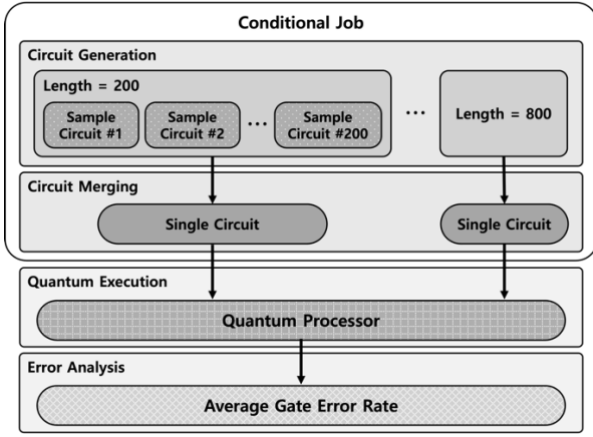 Conditional Job
Circuit Generation
Length = 200
Sample
Circuit #1
Sample
Circuit #2
...
Sample
Circuit #200
...
Length = 800
Circuit Merging
Single Circuit
Single Circuit
Quantum Execution
Quantum Processor
Error Analysis
Average Gate Error Rate